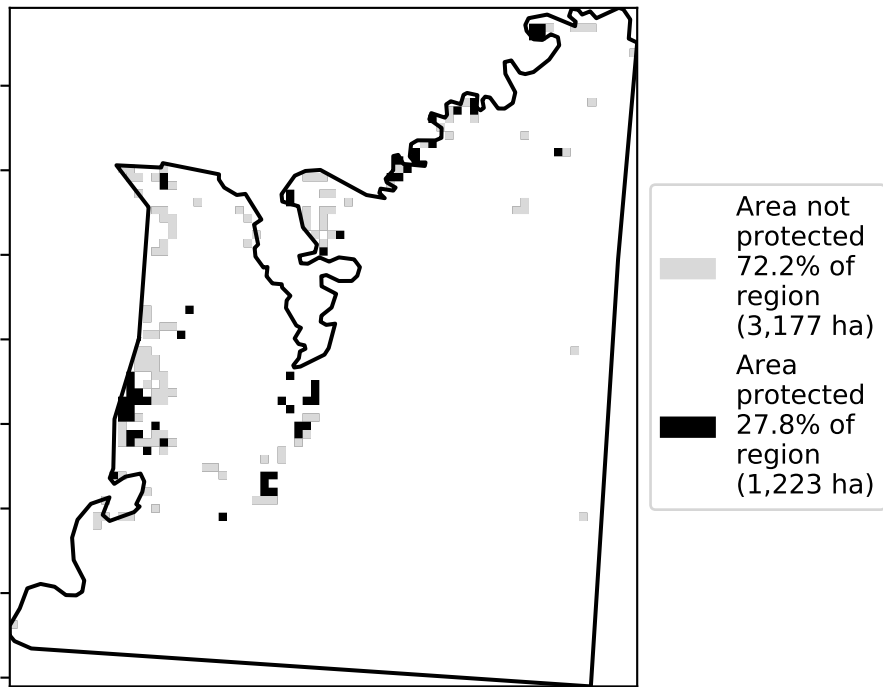 Area not
protected
72.2% of
region
(3,177 ha)
Area
protected
27.8% of
region
(1,223 ha)